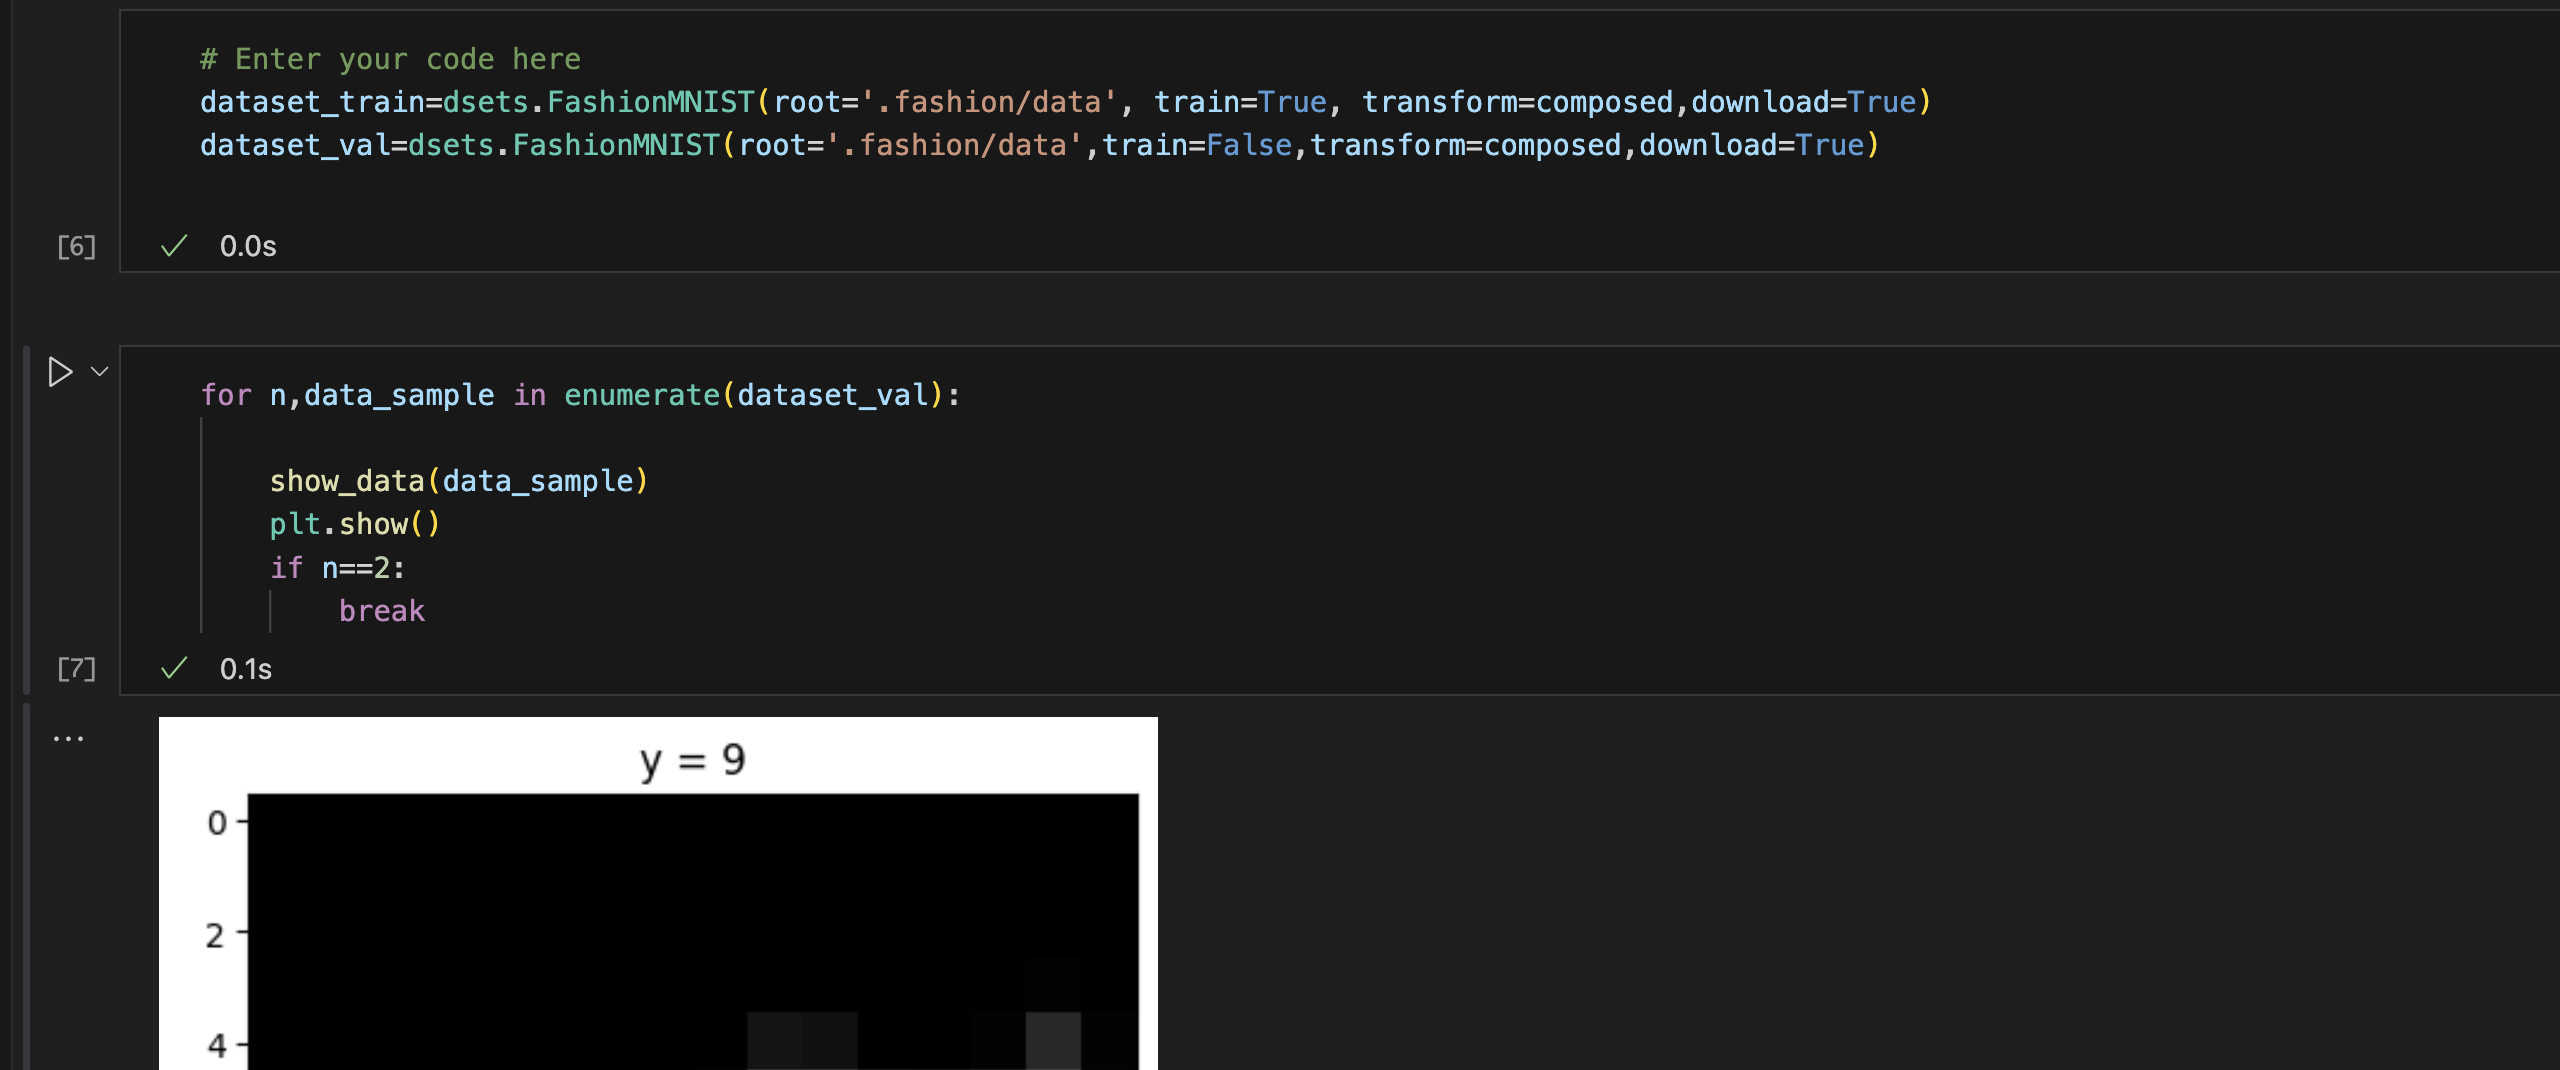 # Enter your code here
dataset_train=dsets.FashionMNIST(root='.fashion/data', train=True, transform=composed,download=True)
dataset_val=dsets.FashionMNIST(root='.fashion/data',train=False,transform=composed,download=True)
[6]
0.0s
for n,data_sample in enumerate(dataset_val):
show_data(data_sample)
plt.show()
if n==2:
break
[7]
0.1s
...
y = 9
0
2
4